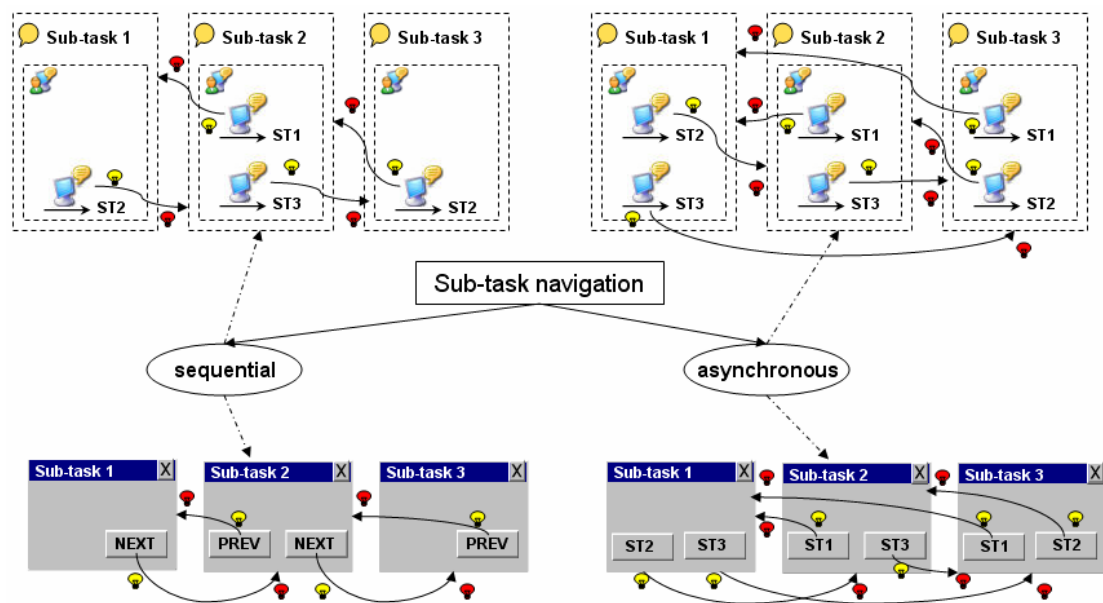 Sub-task 1
Sub-task 2
Sub-task 3
ST1
ST2
ST3
ST2
Sub-task 1
Sub-task 2
Sub-task 3
ST2
ST1
ST1
ST3
ST3
ST2
Sub-task navigation
sequential
asynchronous
Sub-task 1 X
Sub-task 2 X
Sub-task 3 X
NEXT
PREV
NEXT
PREV
Sub-task 1 X
Sub-task 2 X
Sub-task 3 X
ST2
ST3
ST1
ST3
ST1
ST2